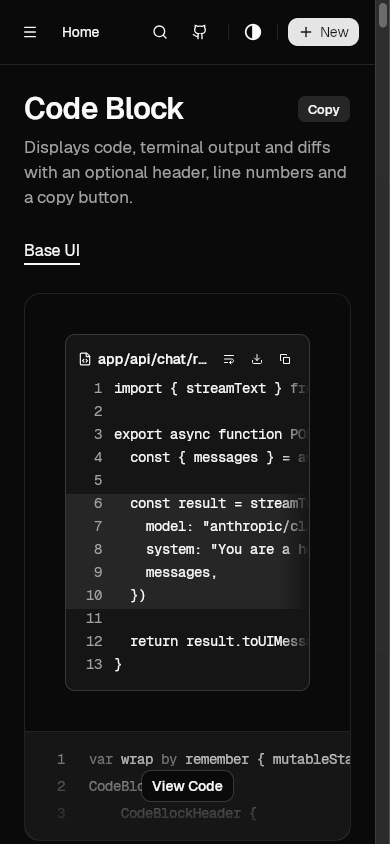 Home
New
Code Block
Copy
Displays code, terminal output and diffs
with an optional header, line numbers and
a copy button.
Base UI
app/api/chat/r...
1 import { streamText }
2
3 export async function PO
4 const { messages } = a
5
6 const result = streamT
7 model: "anthropic/cl
8 system: "You are a h
9 messages,
10 })
11
12 return result.toUIMess
13 }
1 var wrap by remember { mutableSta
2 CodeBlo
View Code
3 CodeBlockHeader {